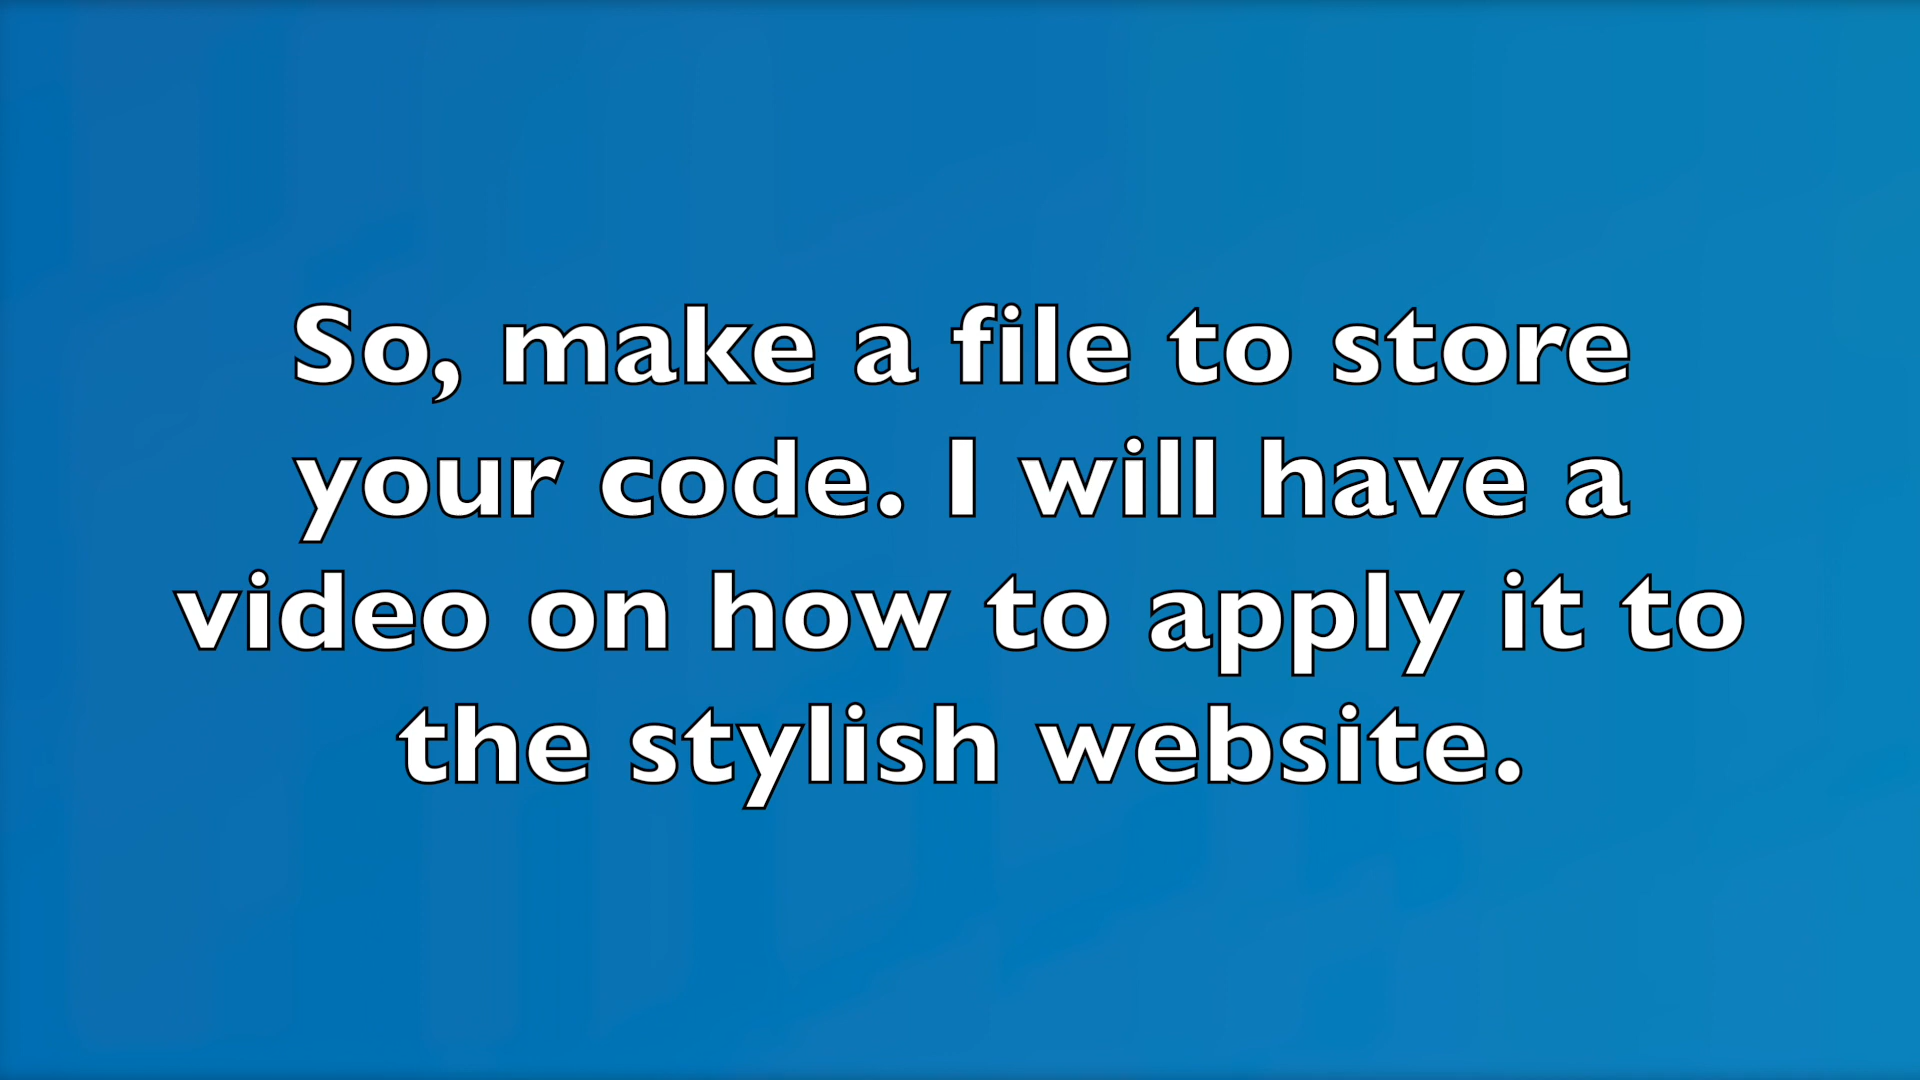 So, make a file to store
your code. I will have a
video on how to apply it to
the stylish website.